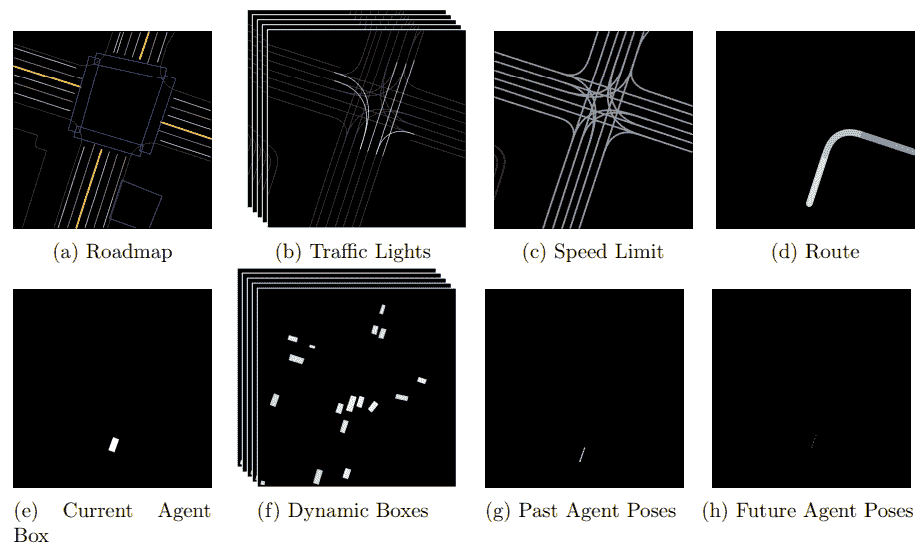 (a) Roadmap
(b) Traffic Lights
(c) Speed Limit
(d) Route
(e) Current Agent
Box
(f) Dynamic Boxes
(g) Past Agent Poses
(h) Future Agent Poses